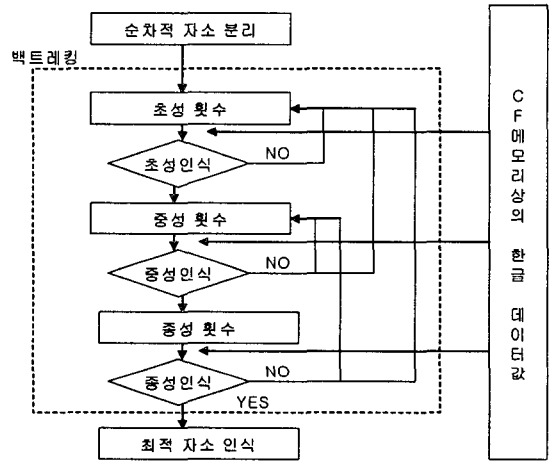 순차적 자소 분리
백트레킹
초성 횟수
초성인식
NO
중성 횟수
중성인식
NO
종성 횟수
종성인식
NO
YES
최적 자소 인식
CF메모리상의 한글 데이터값